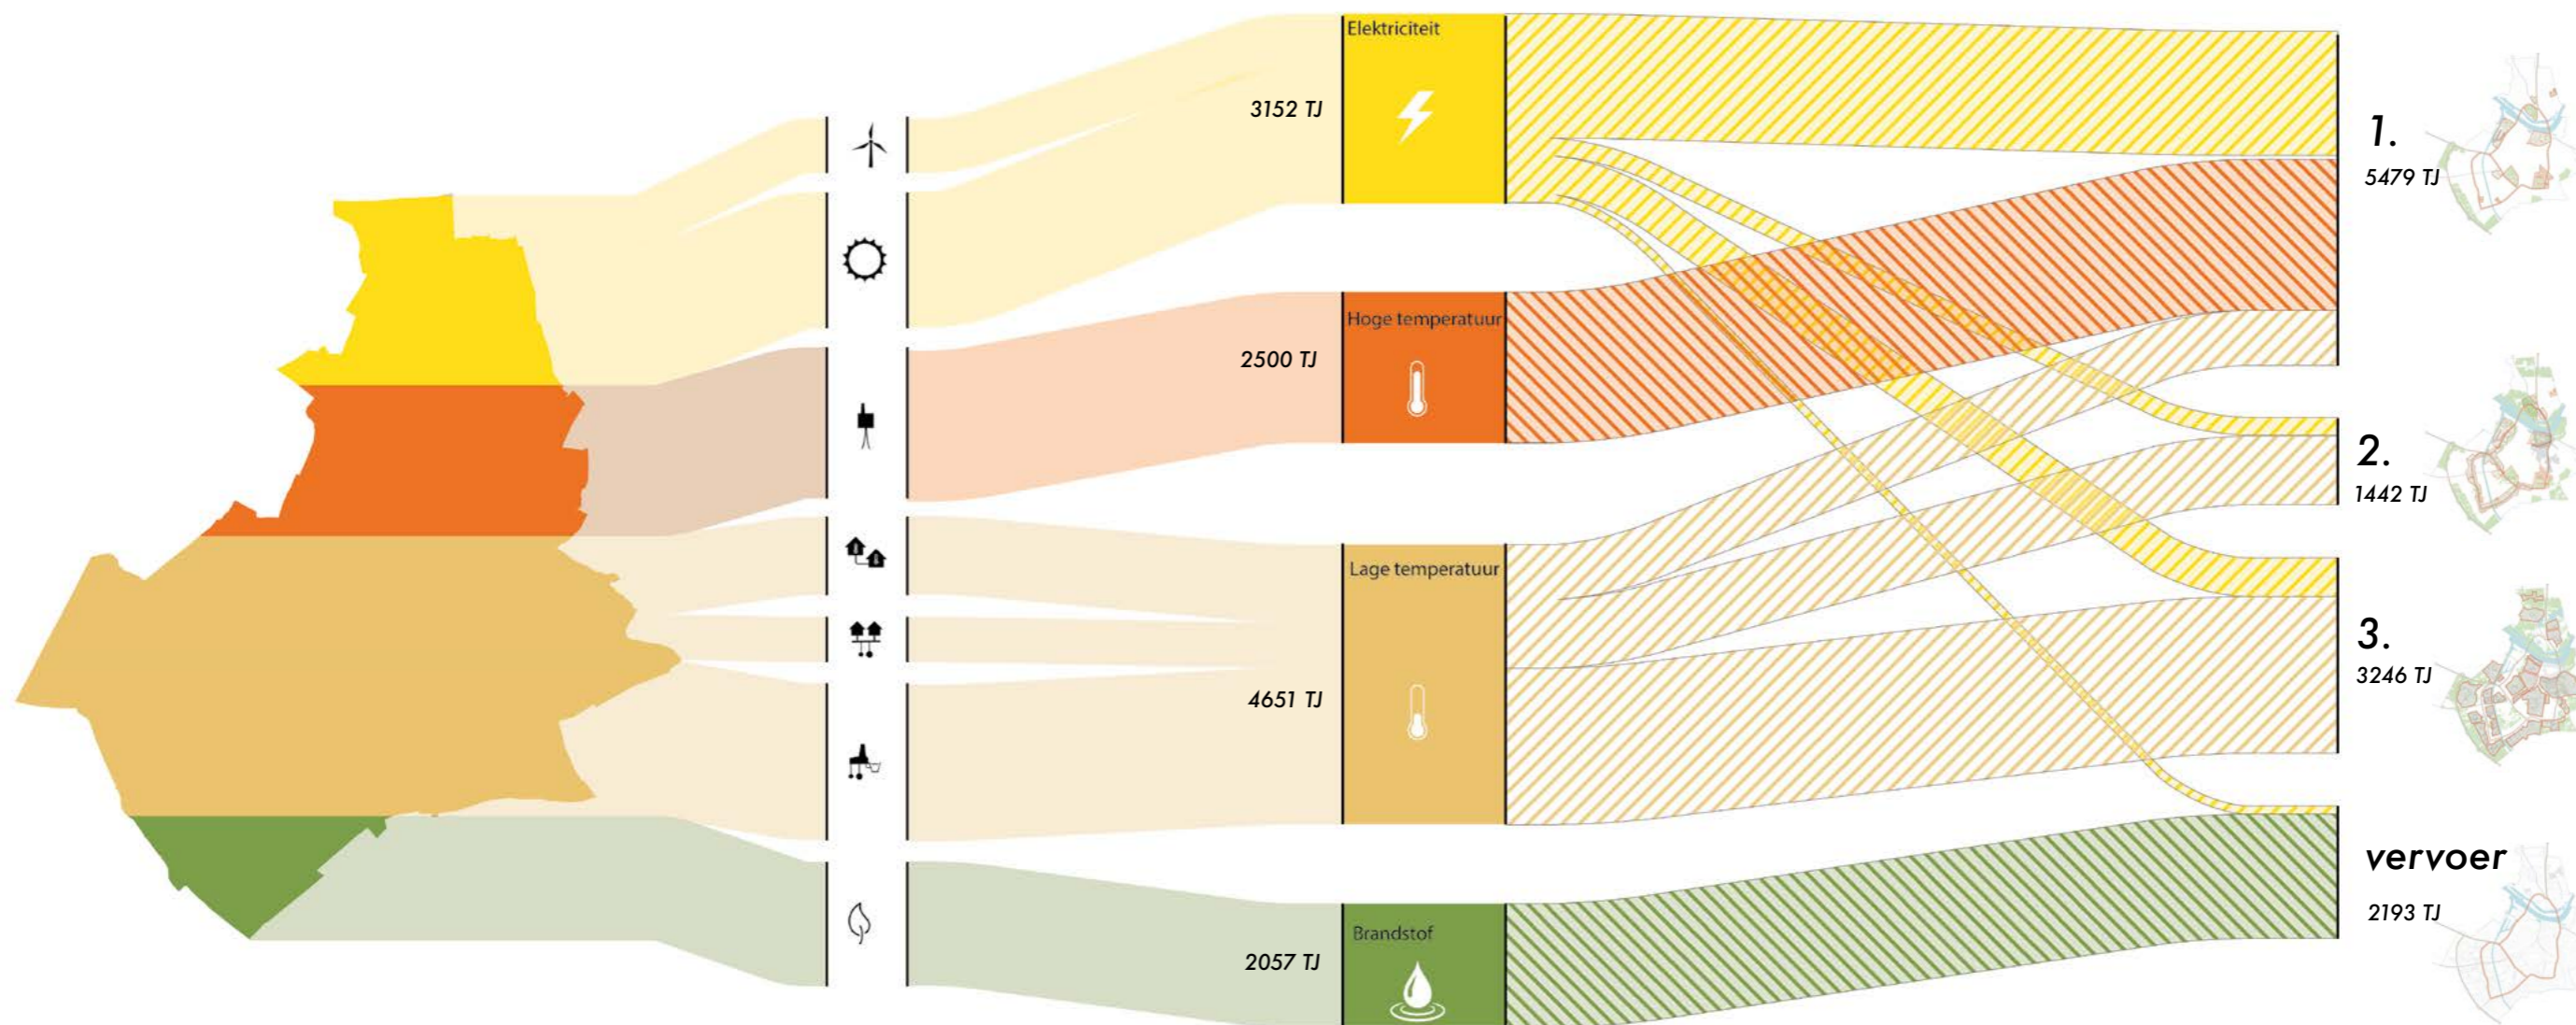 Elektriciteit
3152 TJ
Hoge temperatuur
2500 TJ
Lage temperatuur
4651 TJ
Brandstof
2057 TJ
1.
5479 TJ
2.
1442 TJ
3.
3246 TJ
vervoer
2193 TJ